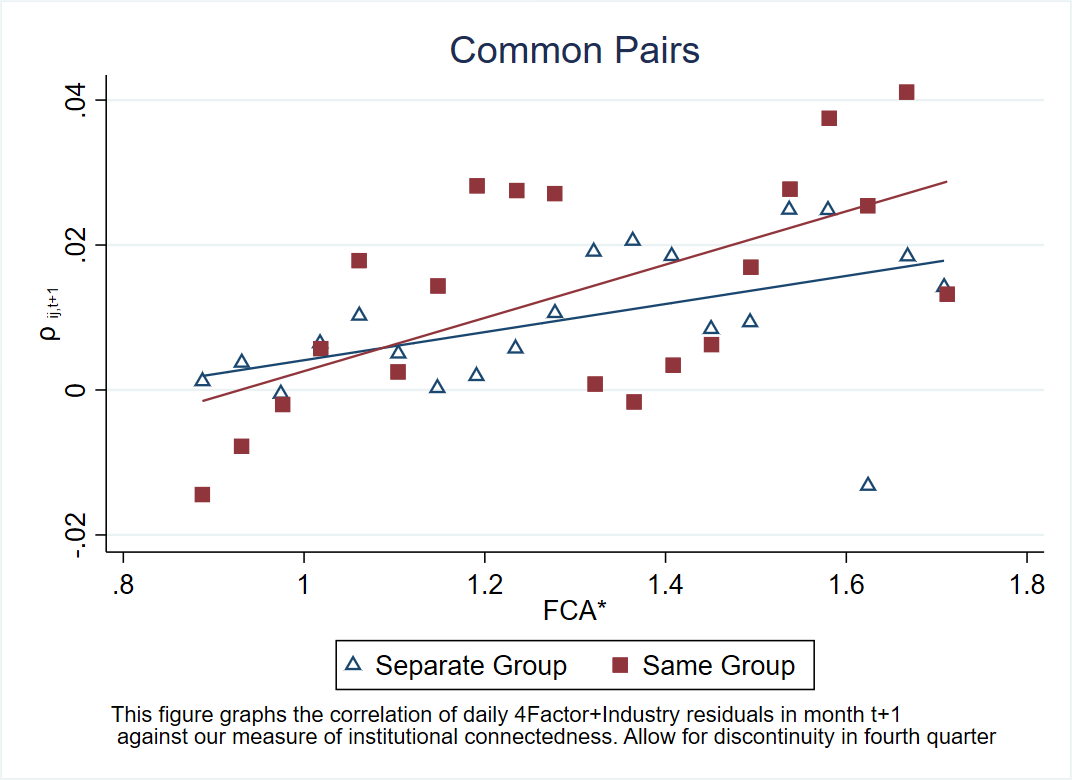 Common Pairs
.04
.02
0
-.02
ρ ij,t+1
.8 1 1.2 1.4 1.6 1.8
FCA*
Separate Group Same Group
This figure graphs the correlation of daily 4Factor+Industry residuals in month t+1
against our measure of institutional connectedness. Allow for discontinuity in fourth quarter